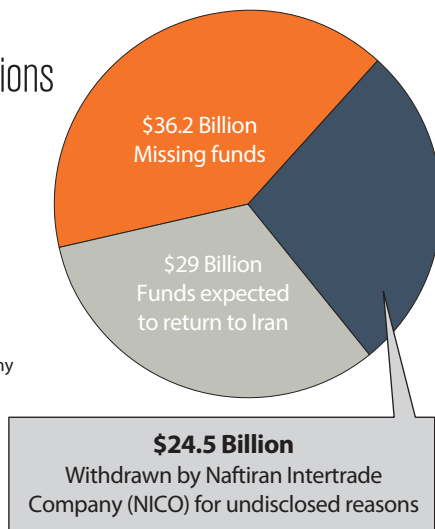 ions
$36.2 Billion
Missing funds
$29 Billion
Funds expected
to return to Iran
ny
$24.5 Billion
Withdrawn by Naftiran Intertrade
Company (NICO) for undisclosed reasons